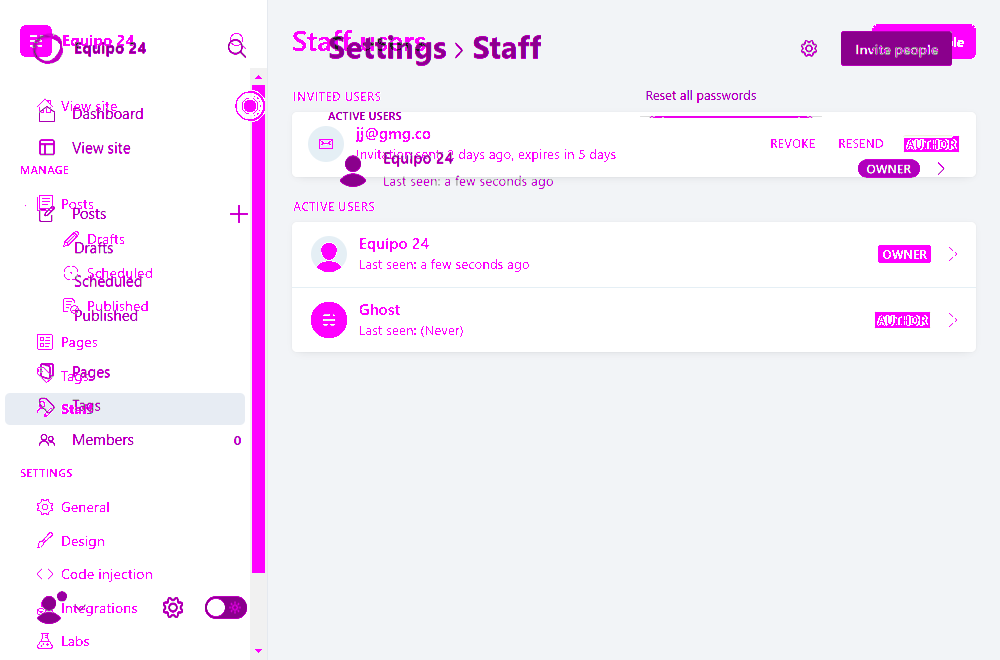 Equipo 24
Equipo 24
View site
Dashboard
View site
MANAGE
Posts
Posts
Drafts
Drafts
Scheduled
Scheduled
Published
Published
Pages
Pages
Tags
Tags
Staff
Members 0
SETTINGS
General
Design
Code injection
Integrations
Labs
Staff users
Settings › Staff
Invite people
INVITED USERS
Reset all passwords
ACTIVE USERS
jj@gmg.co
Invitation sent: 2 days ago, expires in 5 days
REVOKE RESEND AUTHOR
Equipo 24
Last seen: a few seconds ago
OWNER
ACTIVE USERS
Equipo 24
Last seen: a few seconds ago
OWNER
Ghost
Last seen: (Never)
AUTHOR